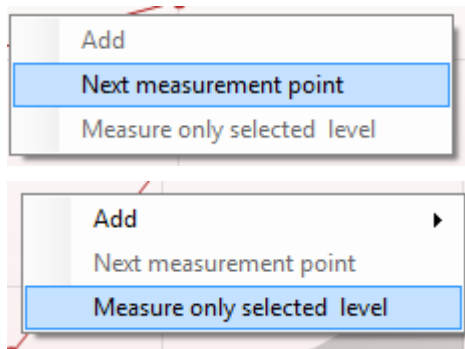 Add
Next measurement point
Measure only selected  level
Add
Next measurement point
Measure only selected  level